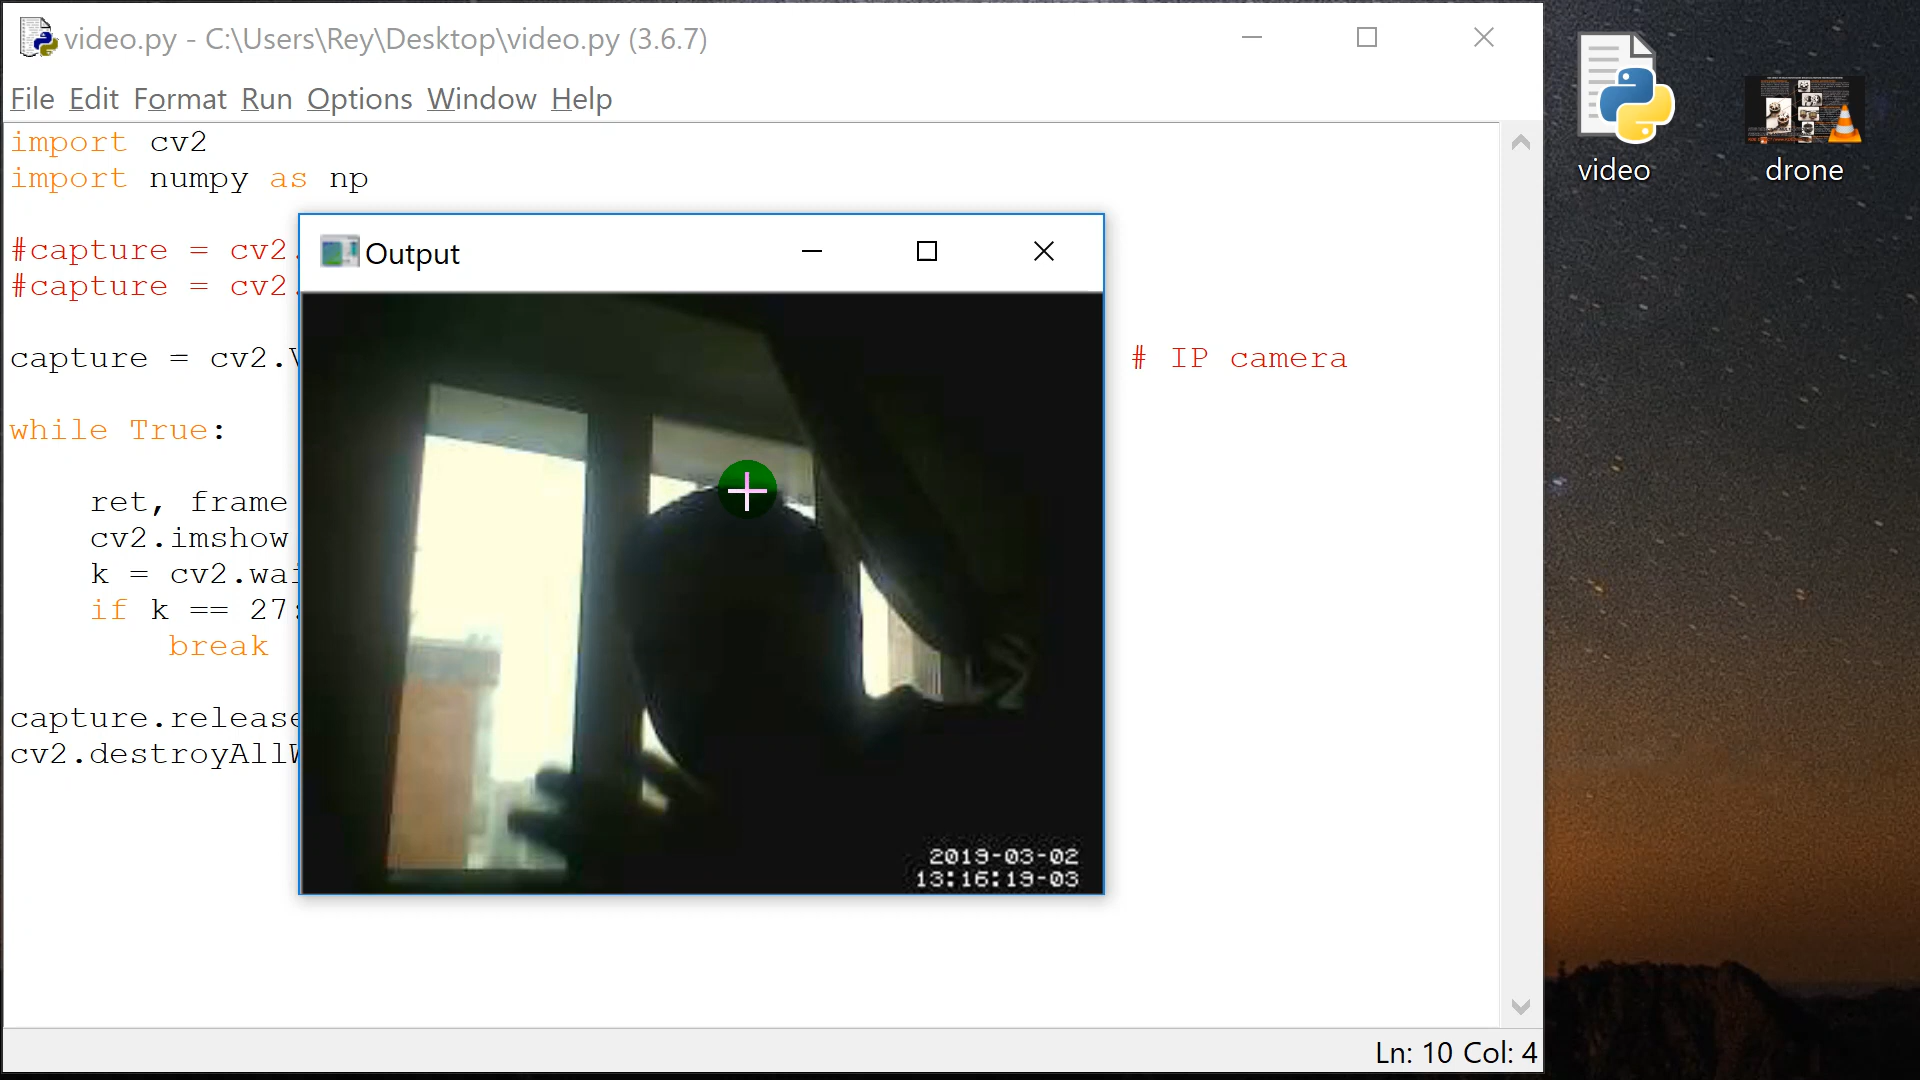 video.py - C:\Users\Rey\Desktop\video.py (3.6.7)
File Edit Format Run Options Window Help
import cv2
import numpy as np
#capture = cv2.
#capture = cv2.
capture = cv2.V
# IP camera
while True:
ret, frame
cv2.imshow
k = cv2.wai
if k == 27:
break
capture.release
cv2.destroyAllW
Output
2019-03-02
13:16:19-03
Ln: 10 Col: 4
video
drone